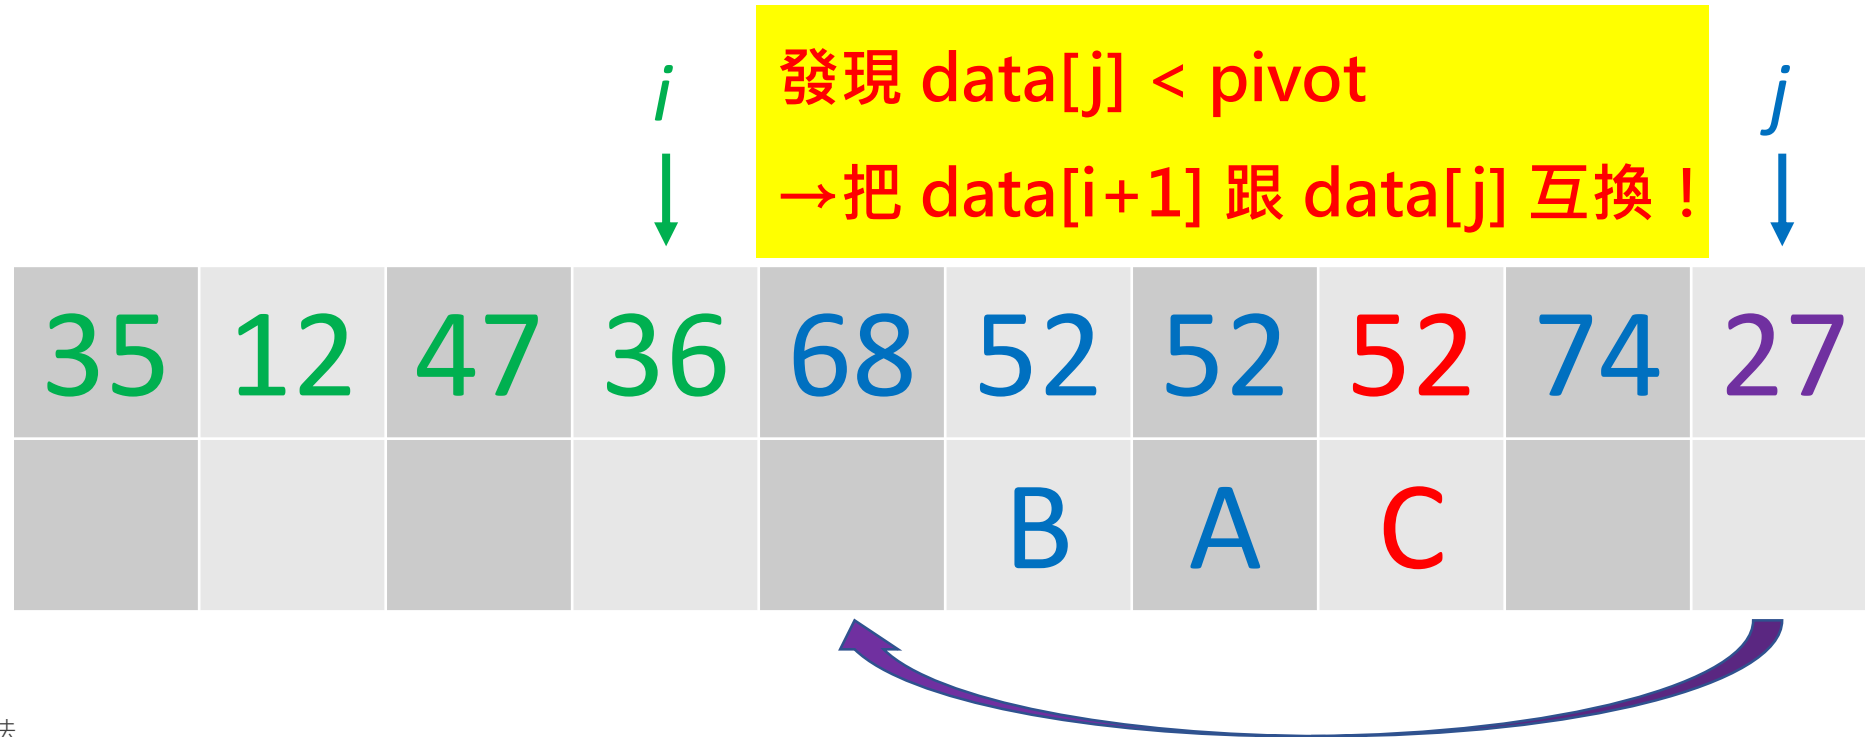 i
發現 data[j] < pivot
→把 data[i+1] 跟 data[j] 互換！
j
35 12 47 36 68 52 52 52 74 27
B A C
法